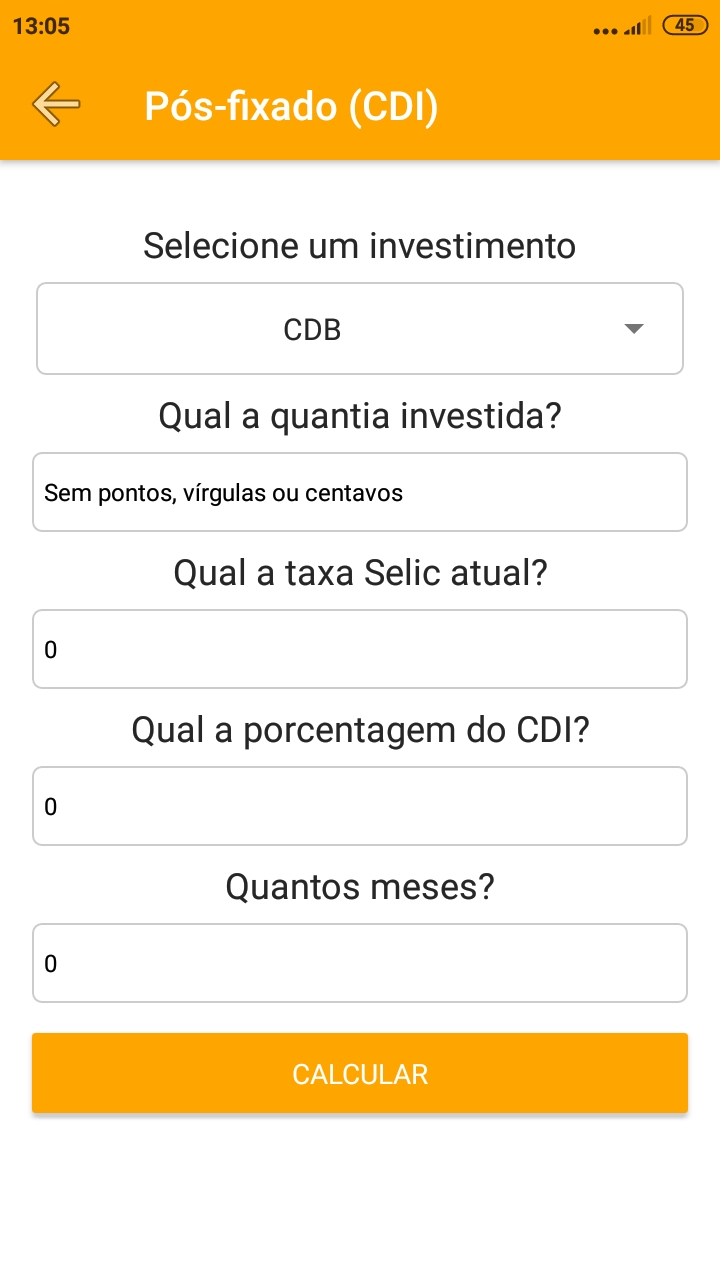 13:05
45
Pós-fixado (CDI)
Selecione um investimento
CDB
Qual a quantia investida?
Sem pontos, vírgulas ou centavos
Qual a taxa Selic atual?
0
Qual a porcentagem do CDI?
0
Quantos meses?
0
CALCULAR